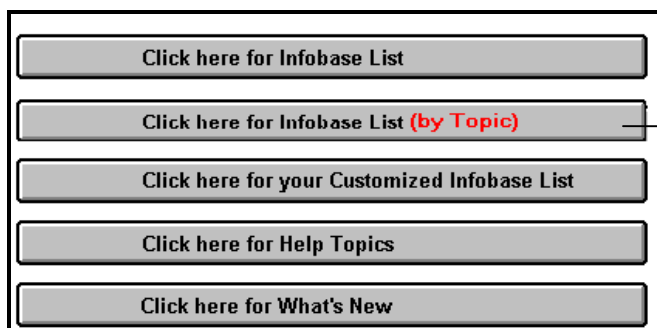 Click here for Infobase List
Click here for Infobase List (by Topic)
Click here for your Customized Infobase List
Click here for Help Topics
Click here for What's New